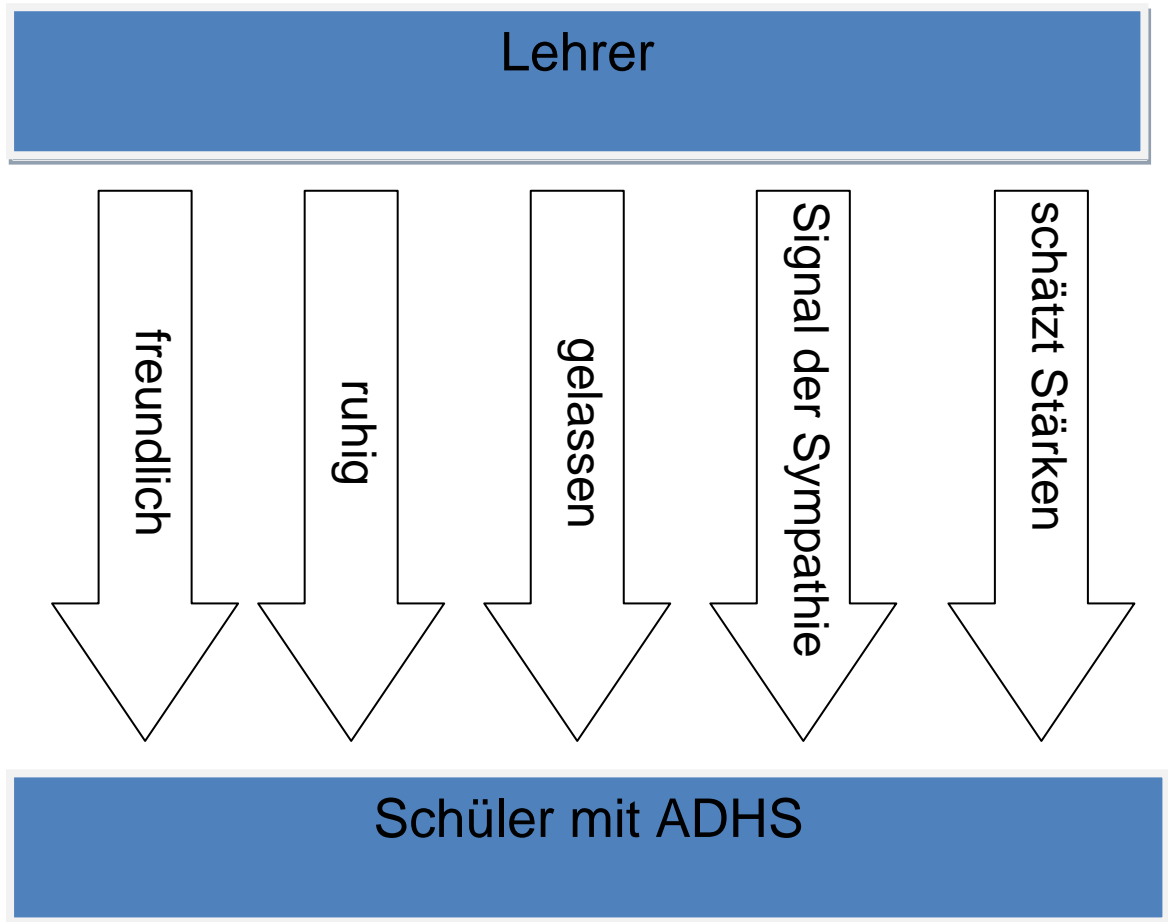 Lehrer
freundlich
ruhig
gelassen
Signal der Sympathie
schätzt Stärken
Schüler mit ADHS